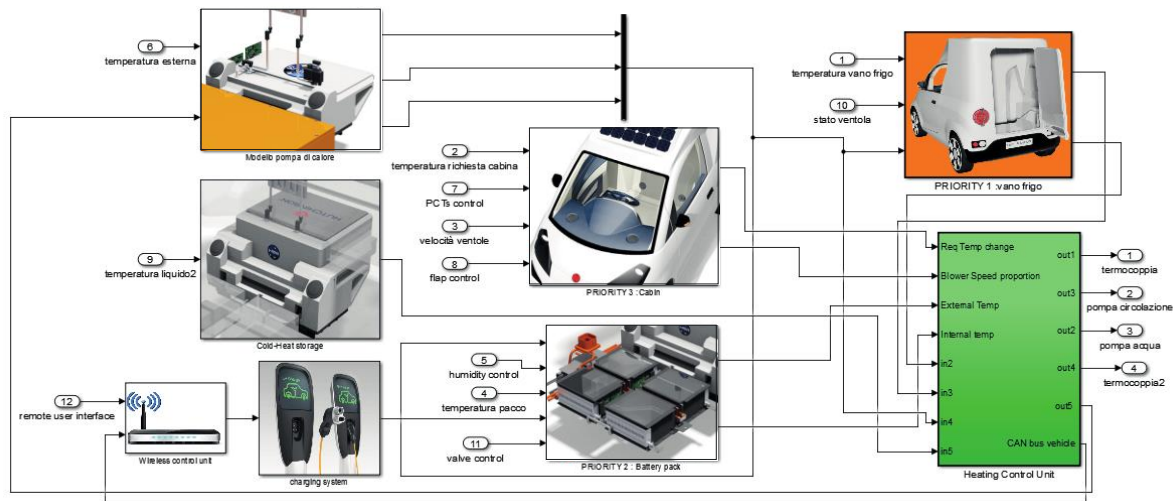 6
temperatura esterna
Modello pompa di calore
1
temperatura vano frigo
10
stato ventola
PRIORITY 1 :vano frigo
2
temperatura richiesta cabina
7
PCTs control
3
velocità ventole
8
flap control
PRIORITY 3 : Cabin
9
temperatura liquido2
Cold-Heat storage
5
humidity control
4
temperatura pacco
11
valve control
PRIORITY 2 : Battery pack
12
remote user interface
Wireless control unit
charging system
Req Temp change
Blower Speed proportion
External Temp
Internal temp
in2
in3
in4
in5
out1
out3
out2
out4
out5
CAN bus vehicle
Heating Control Unit
1
termocoppia
2
pompa circolazione
3
pompa acqua
4
termocoppia2